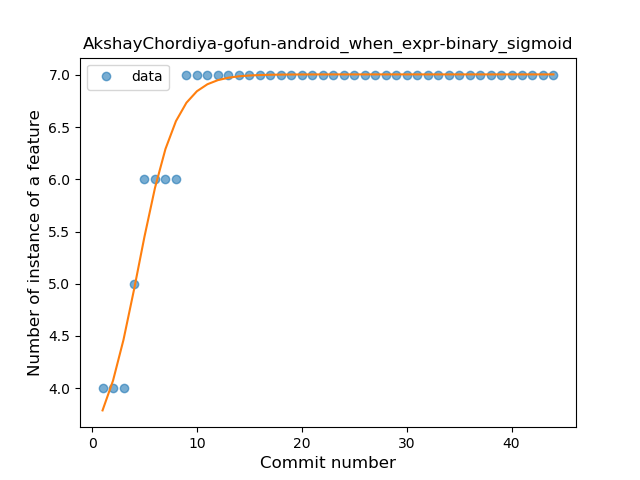 AkshayChordiya-gofun-android_when_expr-binary_sigmoid
data
Number of instance of a feature
7.0
6.5
6.0
5.5
5.0
4.5
4.0
0 10 20 30 40
Commit number